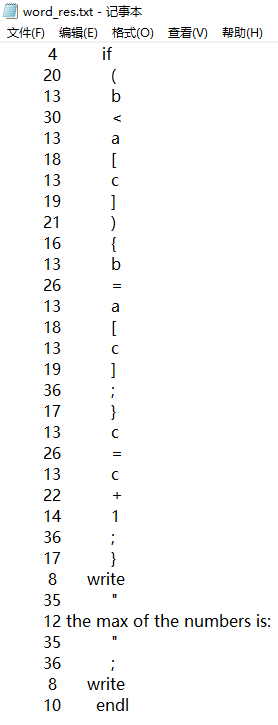 word_res.txt - 记事本
文件(F) 编辑(E) 格式(O) 查看(V) 帮助(H)
4 if
20 (
13 b
30 <
13 a
18 [
13 c
19 ]
21 )
16 {
13 b
26 =
13 a
18 [
13 c
19 ]
36 ;
17 }
13 c
26 =
13 c
22 +
14 1
36 ;
17 }
8 write
35 "
12 the max of the numbers is:
35 "
36 ;
8 write
10 endl